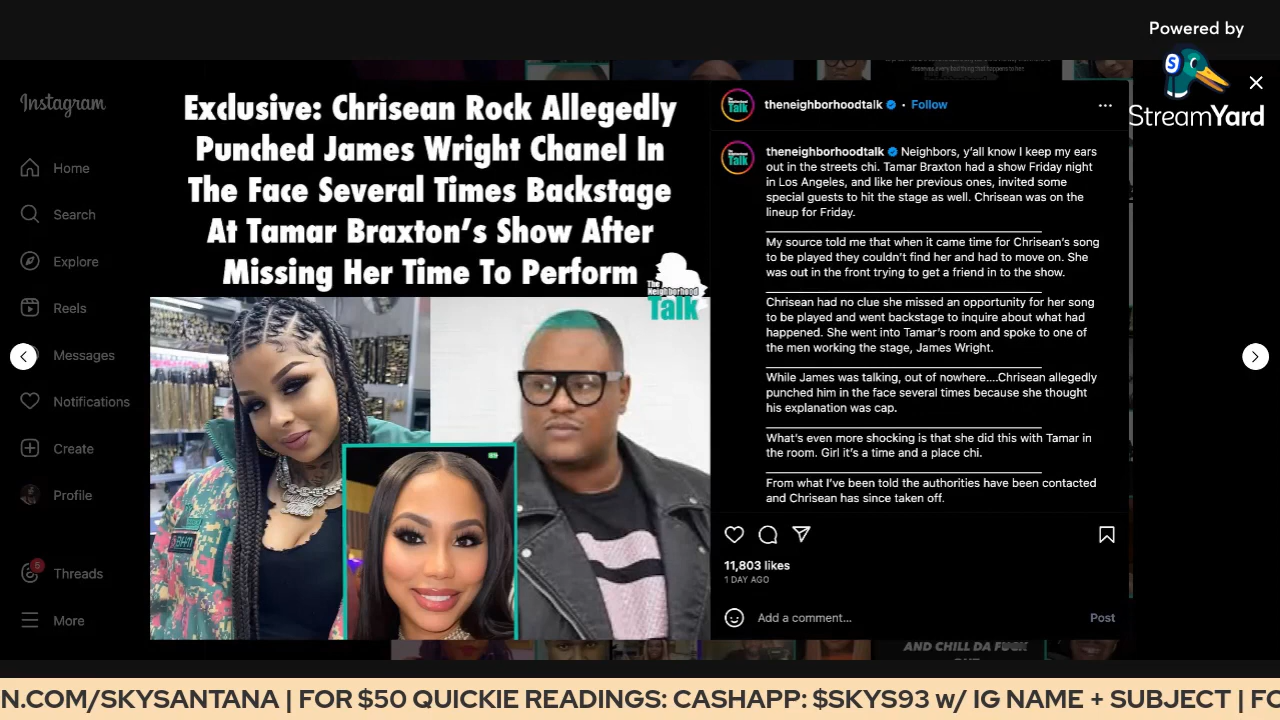 Powered by
StreamYard
Instagram
Home
Search
Explore
Reels
Messages
Notifications
Create
Profile
5
Threads
More
Exclusive: Chrisean Rock Allegedly
Punched James Wright Chanel In
The Face Several Times Backstage
At Tamar Braxton's Show After
Missing Her Time To Perform
The
Neighborhood
Talk
theneighborhoodtalk • Follow
theneighborhoodtalk Neighbors, y'all know I keep my ears
out in the streets chi. Tamar Braxton had a show Friday night
in Los Angeles, and like her previous ones, invited some
special guests to hit the stage as well. Chrisean was on the
lineup for Friday.
My source told me that when it came time for Chrisean's song
to be played they couldn't find her and had to move on. She
was out in the front trying to get a friend in to the show.
Chrisean had no clue she missed an opportunity for her song
to be played and went backstage to inquire about what had
happened. She went into Tamar's room and spoke to one of
the men working the stage, James Wright.
While James was talking, out of nowhere....Chrisean allegedly
punched him in the face several times because she thought
his explanation was cap.
What's even more shocking is that she did this with Tamar in
the room. Girl it's a time and a place chi.
From what I've been told the authorities have been contacted
and Chrisean has since taken off.
11,803 likes
1 DAY AGO
Add a comment...
Post
AND CHILL DA FUCK
N.COM/SKYSANTANA | FOR $50 QUICKIE READINGS: CASHAPP: $SKYS93 w/ IG NAME + SUBJECT | FO